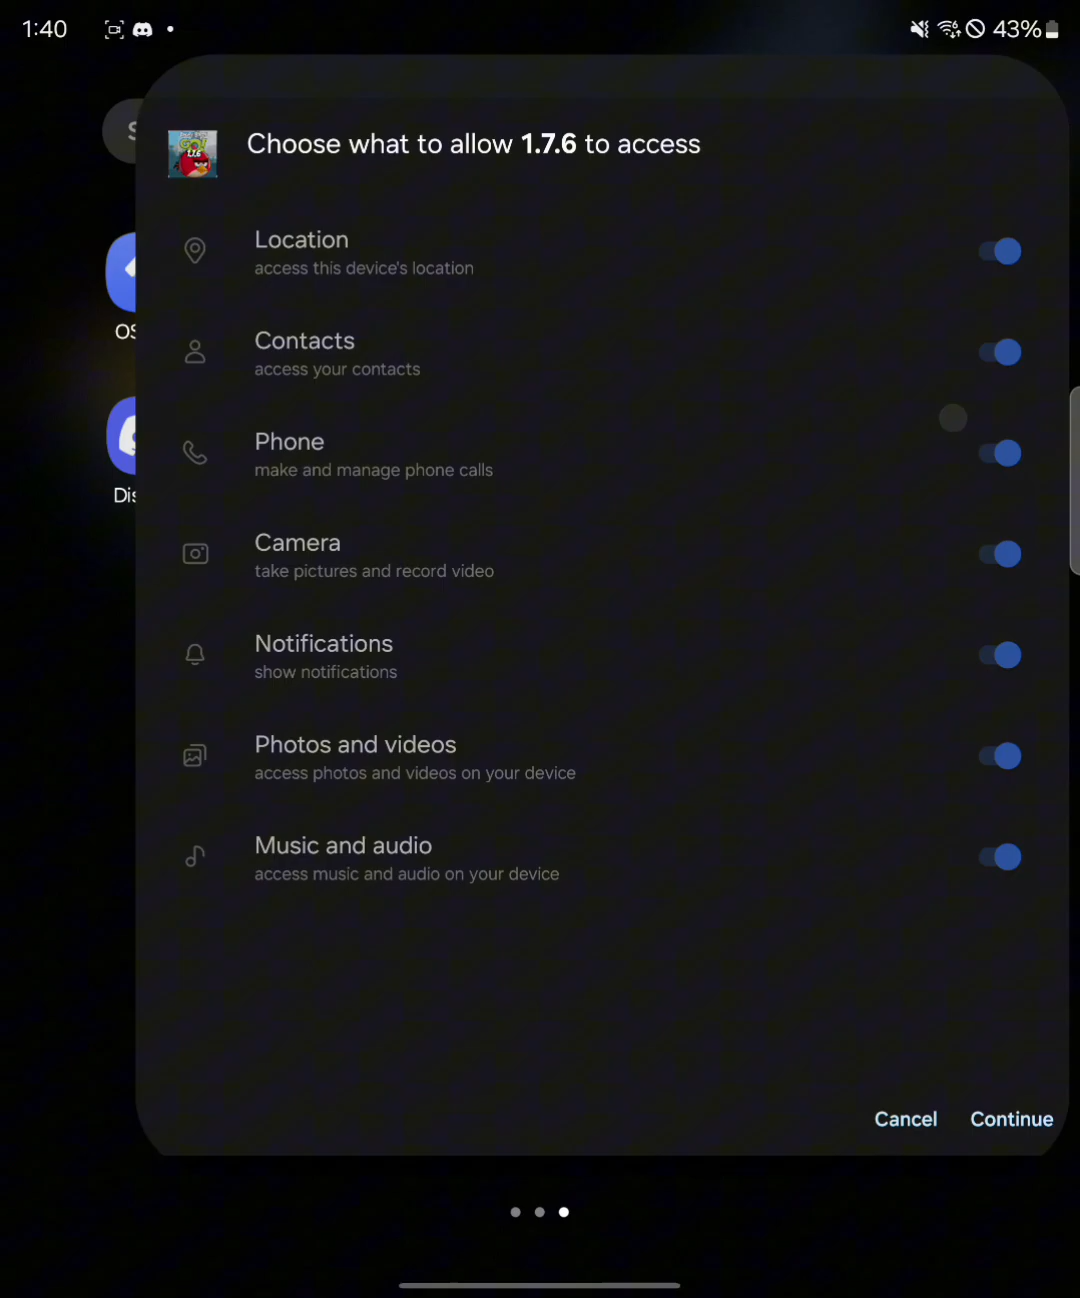 1:40
43%
S
Choose what to allow 1.7.6 to access
Location
access this device's location
Contacts
access your contacts
OS
Phone
make and manage phone calls
Dis
Camera
take pictures and record video
Notifications
show notifications
Photos and videos
access photos and videos on your device
Music and audio
access music and audio on your device
Cancel Continue